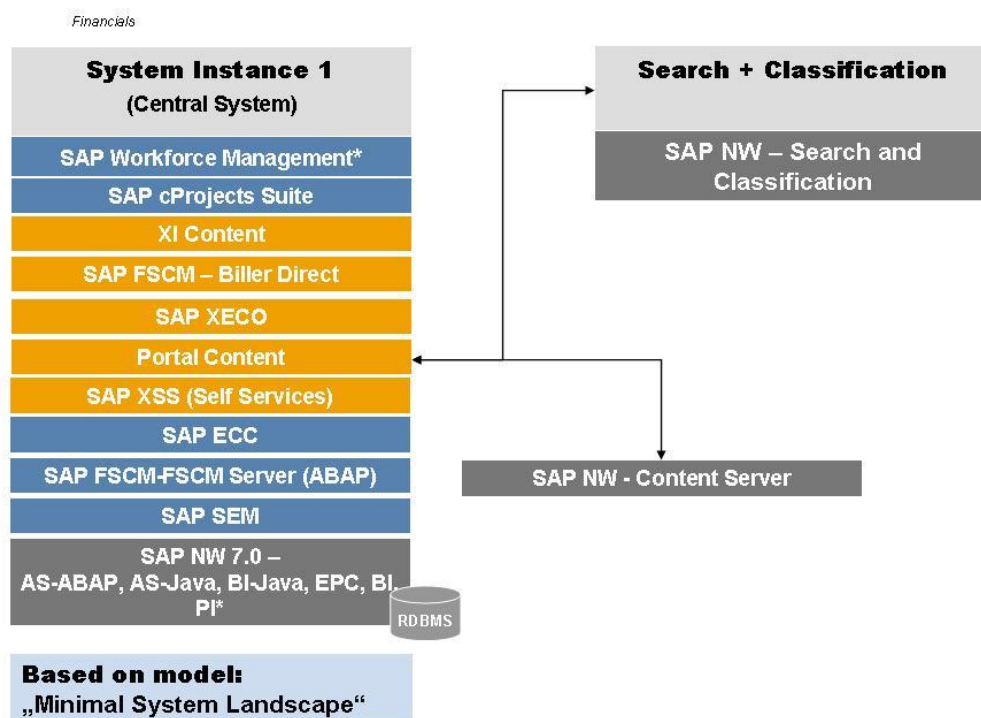 Financials
System Instance 1
(Central System)
SAP Workforce Management*
SAP cProjects Suite
XI Content
SAP FSCM – Biller Direct
SAP XECO
Portal Content
SAP XSS (Self Services)
SAP ECC
SAP FSCM-FSCM Server (ABAP)
SAP SEM
SAP NW 7.0 –
AS-ABAP, AS-Java, BI-Java, EPC, BI,
PI*
RDBMS
Based on model:
„Minimal System Landscape“
Search + Classification
SAP NW – Search and
Classification
SAP NW - Content Server